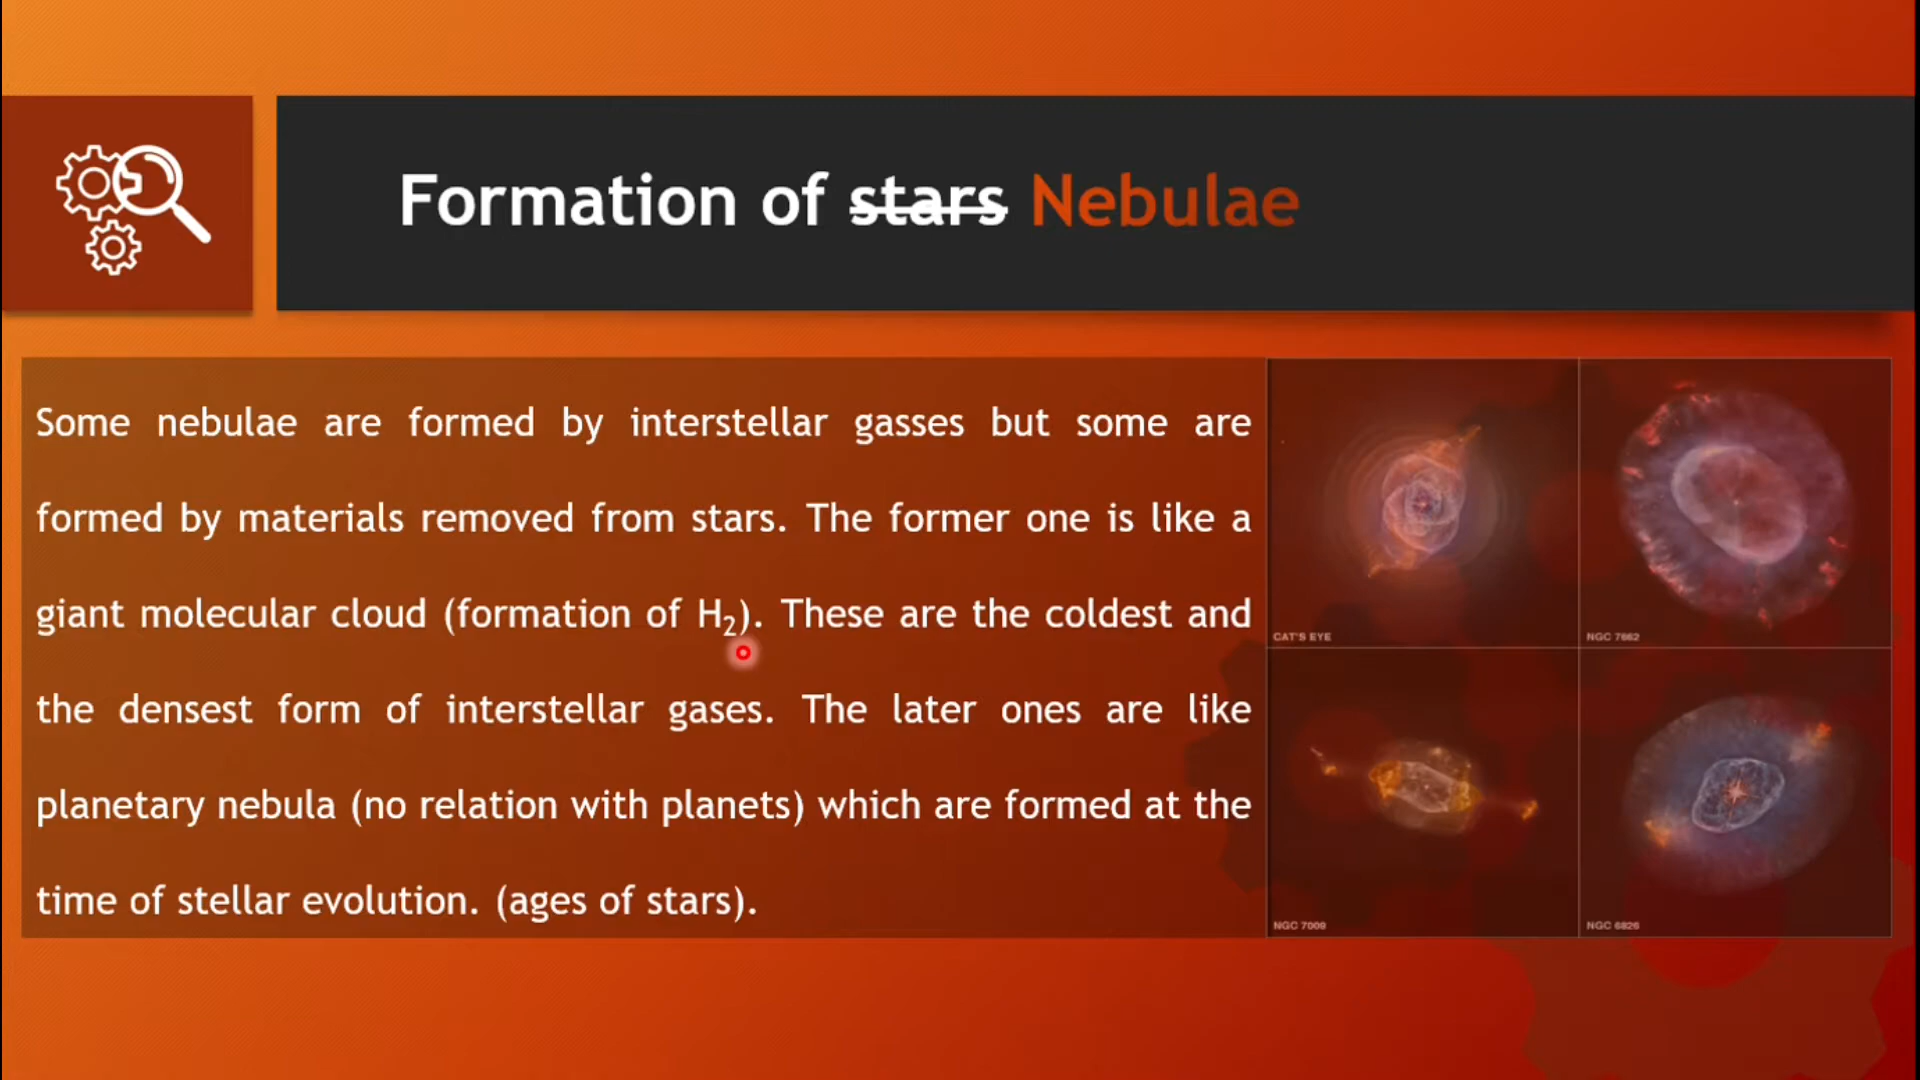 Formation of stars Nebulae
Some nebulae are formed by interstellar gasses but some are
formed by materials removed from stars. The former one is like a
giant molecular cloud (formation of H₂). These are the coldest and
the densest form of interstellar gases. The later ones are like
planetary nebula (no relation with planets) which are formed at the
time of stellar evolution. (ages of stars).
CAT'S EYE
NGC 7662
NGC 7009
NGC 6826